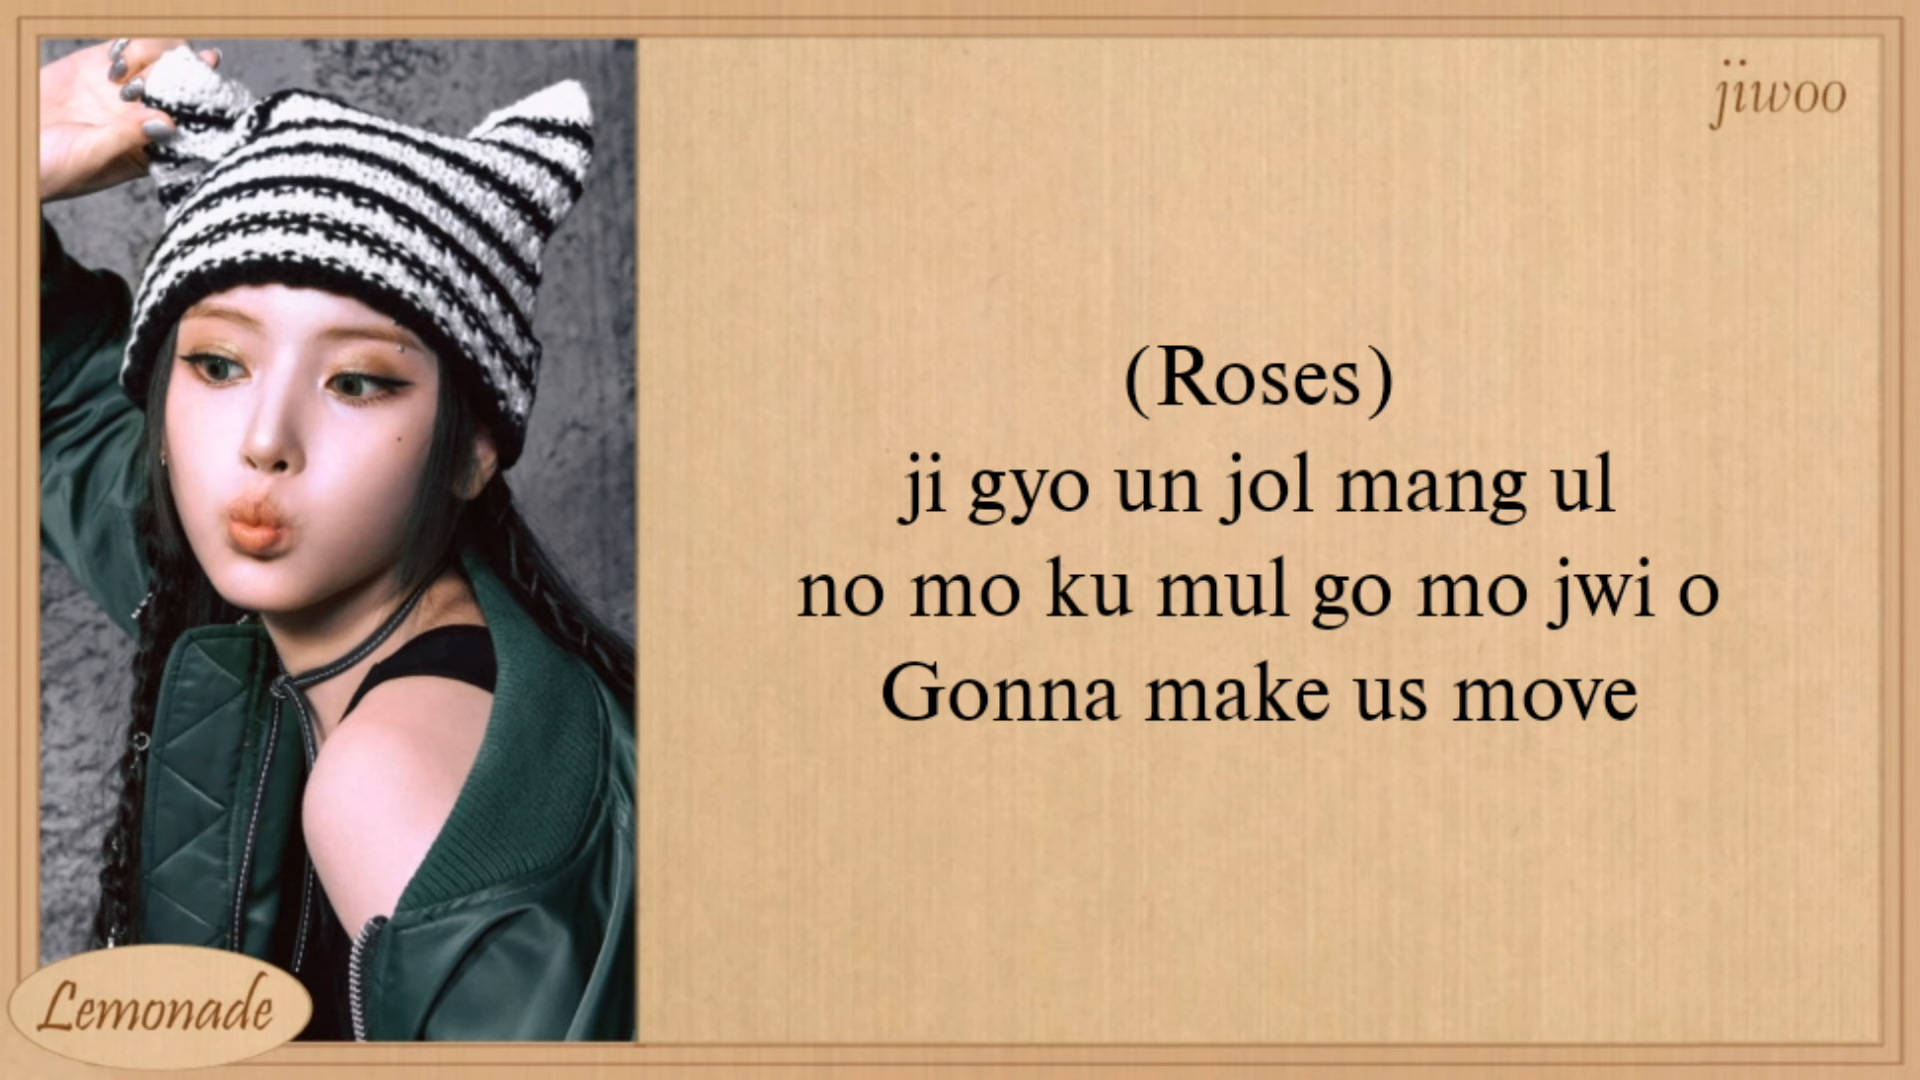 jiwoo
(Roses)
ji gyo un jol mang ul
no mo ku mul go mo jwi o
Gonna make us move
Lemonade